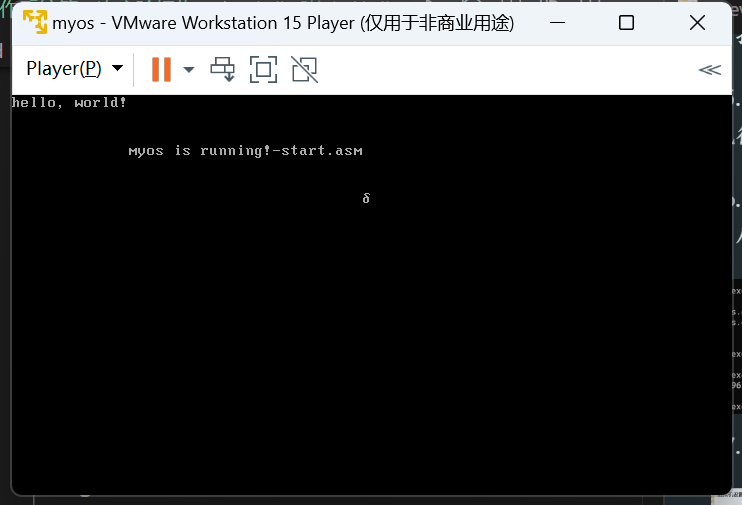 myos - VMware Workstation 15 Player (仅用于非商业用途)
Player(P)
hello, world!
myos is running!-start.asm
δ